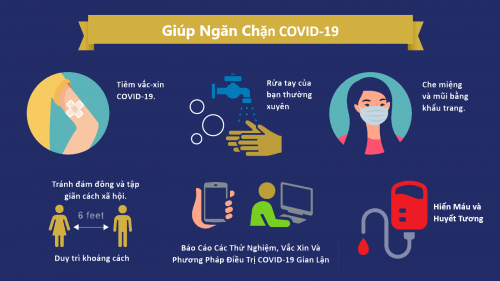 Giúp Ngăn Chặn COVID-19
Tiêm vắc-xin
COVID-19.
Rửa tay của
bạn thường
xuyên
Che miệng
và mũi bằng
khẩu trang.
Tránh đám đông và tập
giãn cách xã hội.
6 feet
Duy trì khoảng cách
Báo Cáo Các Thử Nghiệm, Vắc Xin Và
Phương Pháp Điều Trị COVID-19 Gian Lận
Hiến Máu và
Huyết Tương